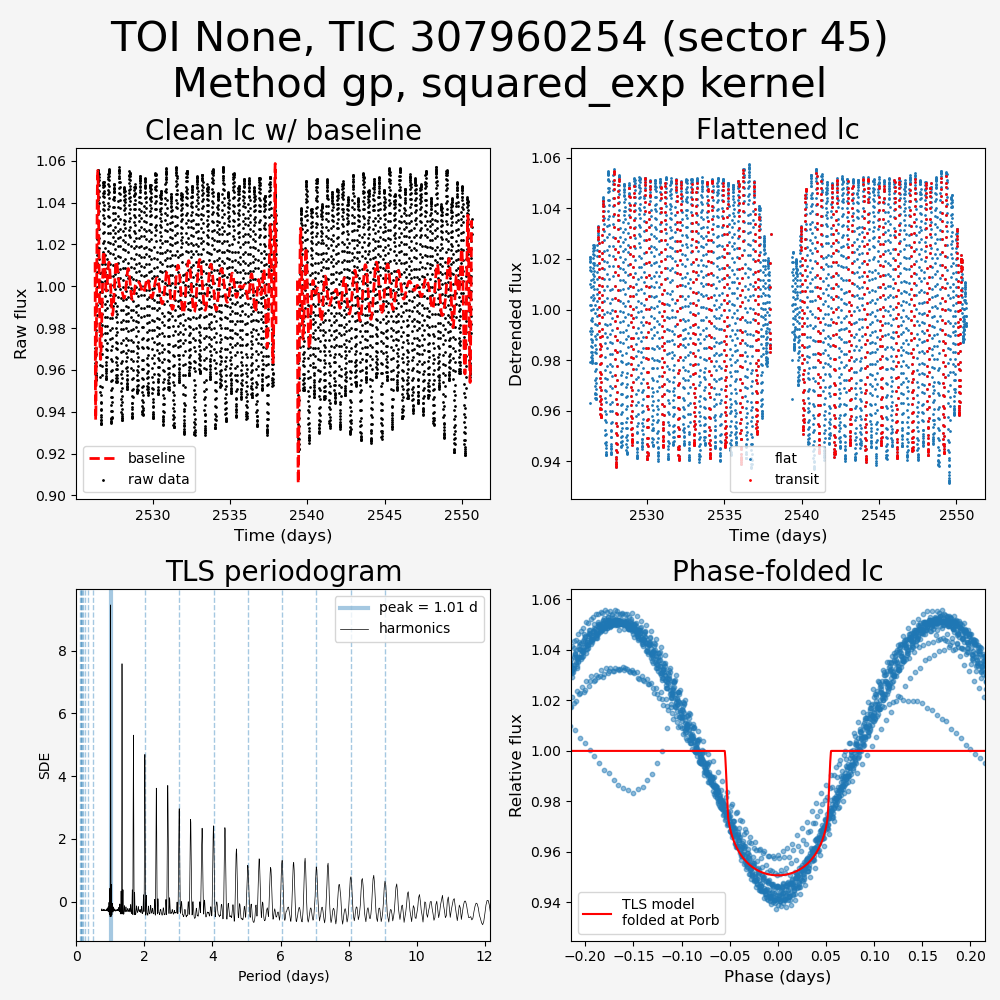 TOI None, TIC 307960254 (sector 45)
Method gp, squared_exp kernel
Clean lc w/ baseline
Raw flux
1.06
1.04
1.02
1.00
0.98
0.96
0.94
0.92
0.90
baseline
raw data
2530 2535 2540 2545 2550
Time (days)
Flattened lc
Detrended flux
1.06
1.04
1.02
1.00
0.98
0.96
0.94
flat
transit
2530 2535 2540 2545 2550
Time (days)
TLS periodogram
SDE
8
6
4
2
0
peak = 1.01 d
harmonics
0 2 4 6 8 10 12
Period (days)
Phase-folded lc
Relative flux
1.06
1.04
1.02
1.00
0.98
0.96
0.94
TLS model
folded at Porb
−0.20 −0.15 −0.10 −0.05 0.00 0.05 0.10 0.15 0.20
Phase (days)